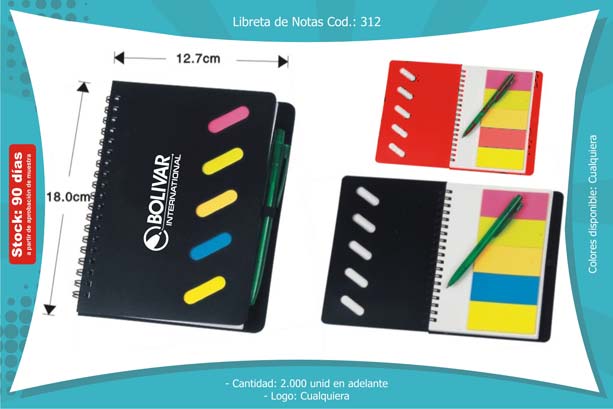 Libreta de Notas Cod.: 312
12.7cm
18.0cm
BOLIVAR
INTERNATIONAL
Stock: 90 días
a partir de aprobación de muestra
Colores disponible: Cualquiera
- Cantidad: 2.000 unid en adelante
- Logo: Cualquiera